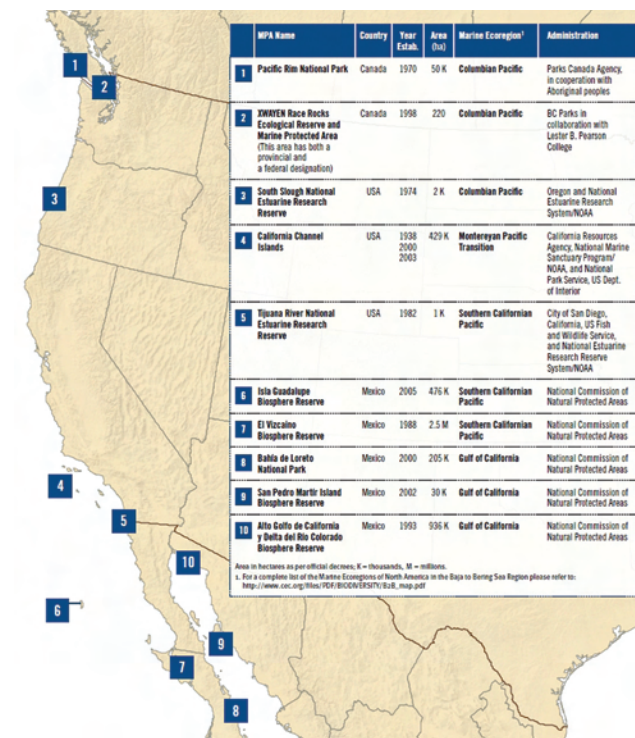 MPA Name Country Year Estab. Area (ha) Marine Ecoregion¹ Administration
1 Pacific Rim National Park Canada 1970 50 K Columbian Pacific Parks Canada Agency,
in cooperation with
Aboriginal peoples
2 XWAYEN Race Rocks Canada 1998 220 Columbian Pacific BC Parks in
Ecological Reserve and collaboration with
Marine Protected Area Lester B. Pearson
(This area has both a College
provincial and
a federal designation)
3 South Slough National USA 1974 2 K Columbian Pacific Oregon and National
Estuarine Research Estuarine Research
Reserve System/NOAA
4 California Channel USA 1938 429 K Montereyan Pacific California Resources
Islands 2000 Transition Agency, National Marine
2003 Sanctuary Program/
NOAA, and National
Park Service, US Dept.
of Interior
5 Tijuana River National USA 1982 1 K Southern Californian City of San Diego,
Estuarine Research Pacific California, US Fish
Reserve and Wildlife Service,
and National Estuarine
Research Reserve
System/NOAA
6 Isla Guadalupe Mexico 2005 476 K Southern Californian National Commission of
Biosphere Reserve Pacific Natural Protected Areas
7 El Vizcaino Mexico 1988 2.5 M Southern Californian National Commission of
Biosphere Reserve Pacific Natural Protected Areas
8 Bahía de Loreto Mexico 2000 205 K Gulf of California National Commission of
National Park Natural Protected Areas
9 San Pedro Martir Island Mexico 2002 30 K Gulf of California National Commission of
Biosphere Reserve Natural Protected Areas
10 Alto Golfo de California Mexico 1993 936 K Gulf of California National Commission of
y Delta del Río Colorado Natural Protected Areas
Biosphere Reserve
Area in hectares as per official decrees; K = thousands, M = millions.
1. For a complete list of the Marine Ecoregions of North America in the Baja to Bering Sea Region please refer to:
http://www.cec.org/files/PDF/BIODIVERSITY/B2B_map.pdf
1
2
3
4
5
10
6
9
7
8